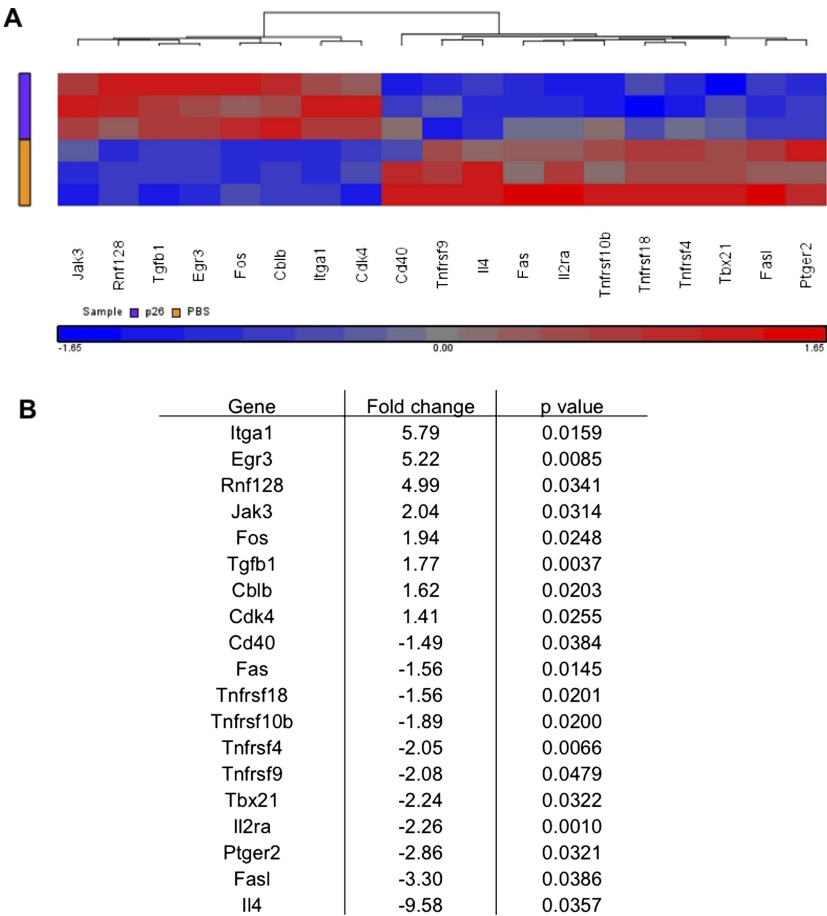 A
Jak3 Rnf128 Tgfb1 Egr3 Fos Cblb Itga1 Cdk4 Cd40 Tnfrsf9 Il4 Fas Il2ra Tnfrsf10b Tnfrsf18 Tnfrsf4 Tbx21 Fasl Ptger2
Sample p26 PBS
-1.65 0.00 1.65
B
Gene Fold change p value
Itga1 5.79 0.0159
Egr3 5.22 0.0085
Rnf128 4.99 0.0341
Jak3 2.04 0.0314
Fos 1.94 0.0248
Tgfb1 1.77 0.0037
Cblb 1.62 0.0203
Cdk4 1.41 0.0255
Cd40 -1.49 0.0384
Fas -1.56 0.0145
Tnfrsf18 -1.56 0.0201
Tnfrsf10b -1.89 0.0200
Tnfrsf4 -2.05 0.0066
Tnfrsf9 -2.08 0.0479
Tbx21 -2.24 0.0322
Il2ra -2.26 0.0010
Ptger2 -2.86 0.0321
Fasl -3.30 0.0386
Il4 -9.58 0.0357